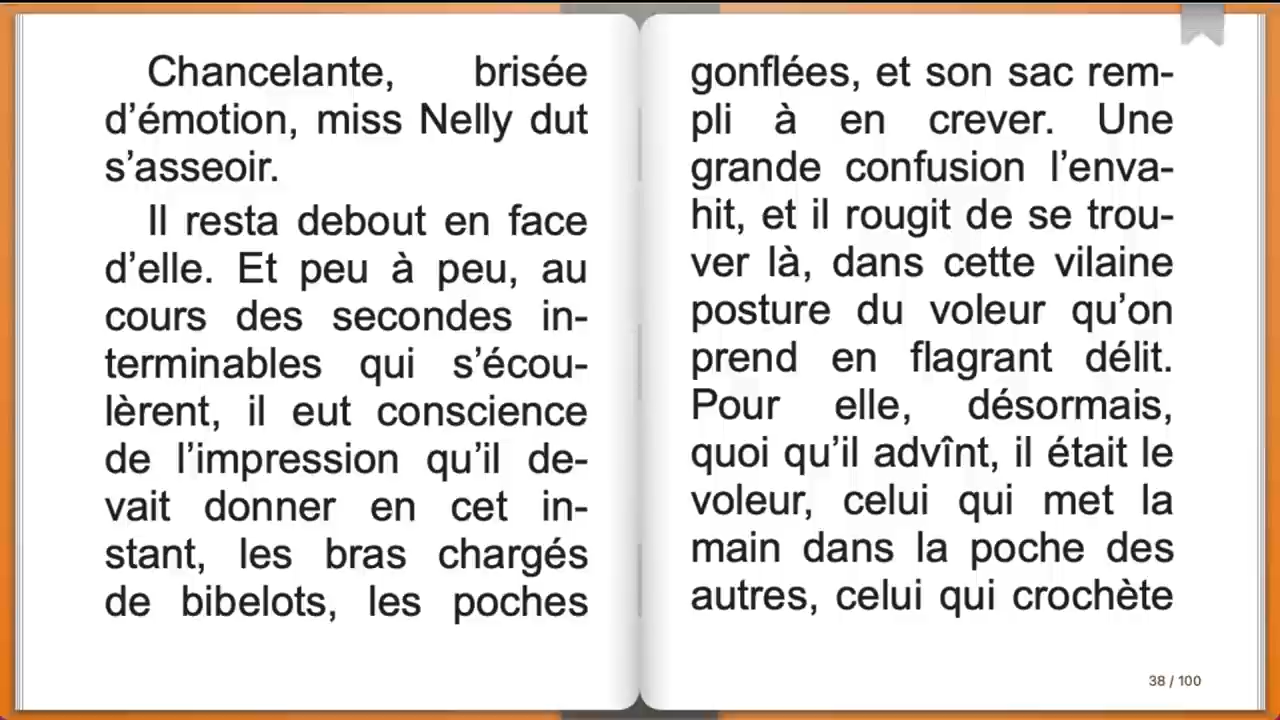 Chancelante, brisée
d’émotion, miss Nelly dut
s’asseoir.
Il resta debout en face
d’elle. Et peu à peu, au
cours des secondes in-
terminables qui s’écou-
lèrent, il eut conscience
de l’impression qu’il de-
vait donner en cet in-
stant, les bras chargés
de bibelots, les poches
gonflées, et son sac rem-
pli à en crever. Une
grande confusion l’enva-
hit, et il rougit de se trou-
ver là, dans cette vilaine
posture du voleur qu’on
prend en flagrant délit.
Pour elle, désormais,
quoi qu’il advînt, il était le
voleur, celui qui met la
main dans la poche des
autres, celui qui crochète
38 / 100